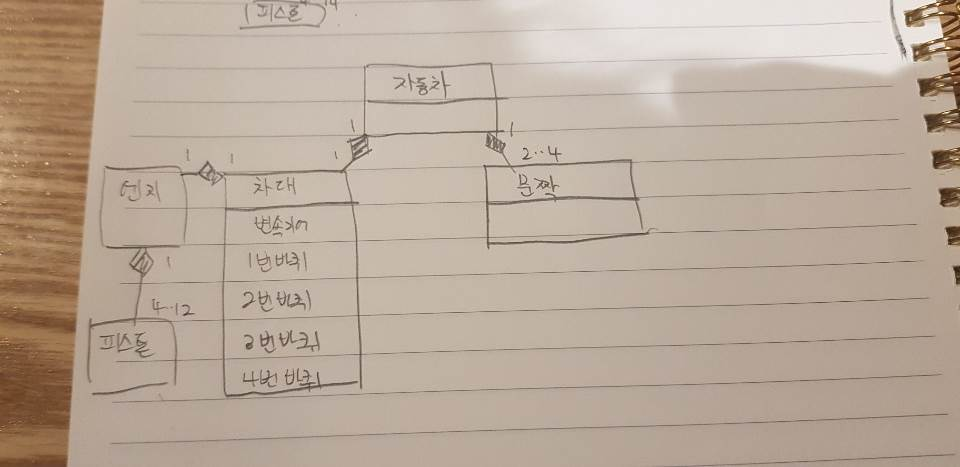 피스톤
자동차
1
1
1
1
1
2..4
엔진
차대
문짝
변속기어
1번바퀴
1
2번바퀴
4..12
피스톤
3번바퀴
4번바퀴